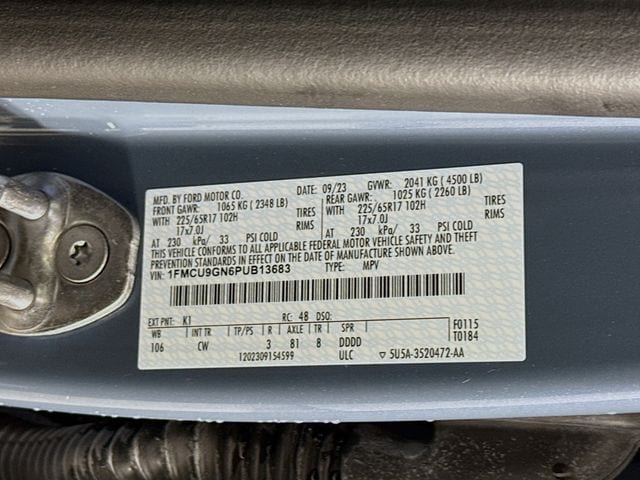 MFD. BY FORD MOTOR CO. 09/23 GVWR: 2041 KG ( 4500 LB)
FRONT GAWR: 1065 KG ( 2348 LB) REAR GAWR: 1025 KG ( 2260 LB)
WITH 225/65R17 102H TIRES WITH 225/65R17 102H TIRES
17x7.0J RIMS 17x7.0J RIMS
AT 230 kPa/ 33 PSI COLD AT 230 kPa/ 33 PSI COLD
THIS VEHICLE CONFORMS TO ALL APPLICABLE FEDERAL MOTOR VEHICLE SAFETY AND THEFT
PREVENTION STANDARDS IN EFFECT ON THE DATE OF MANUFACTURE SHOWN ABOVE.
VIN: 1FMCU9GN6PUB13683 TYPE: MPV
EXT PNT: K1 RC: 48 DSO: F0115
WB INT TR TP/PS R AXLE TR SPR T0184
106 CW 3 81 8 DDDD
1202309154599 ULC ▽ 5U5A-3520472-AA